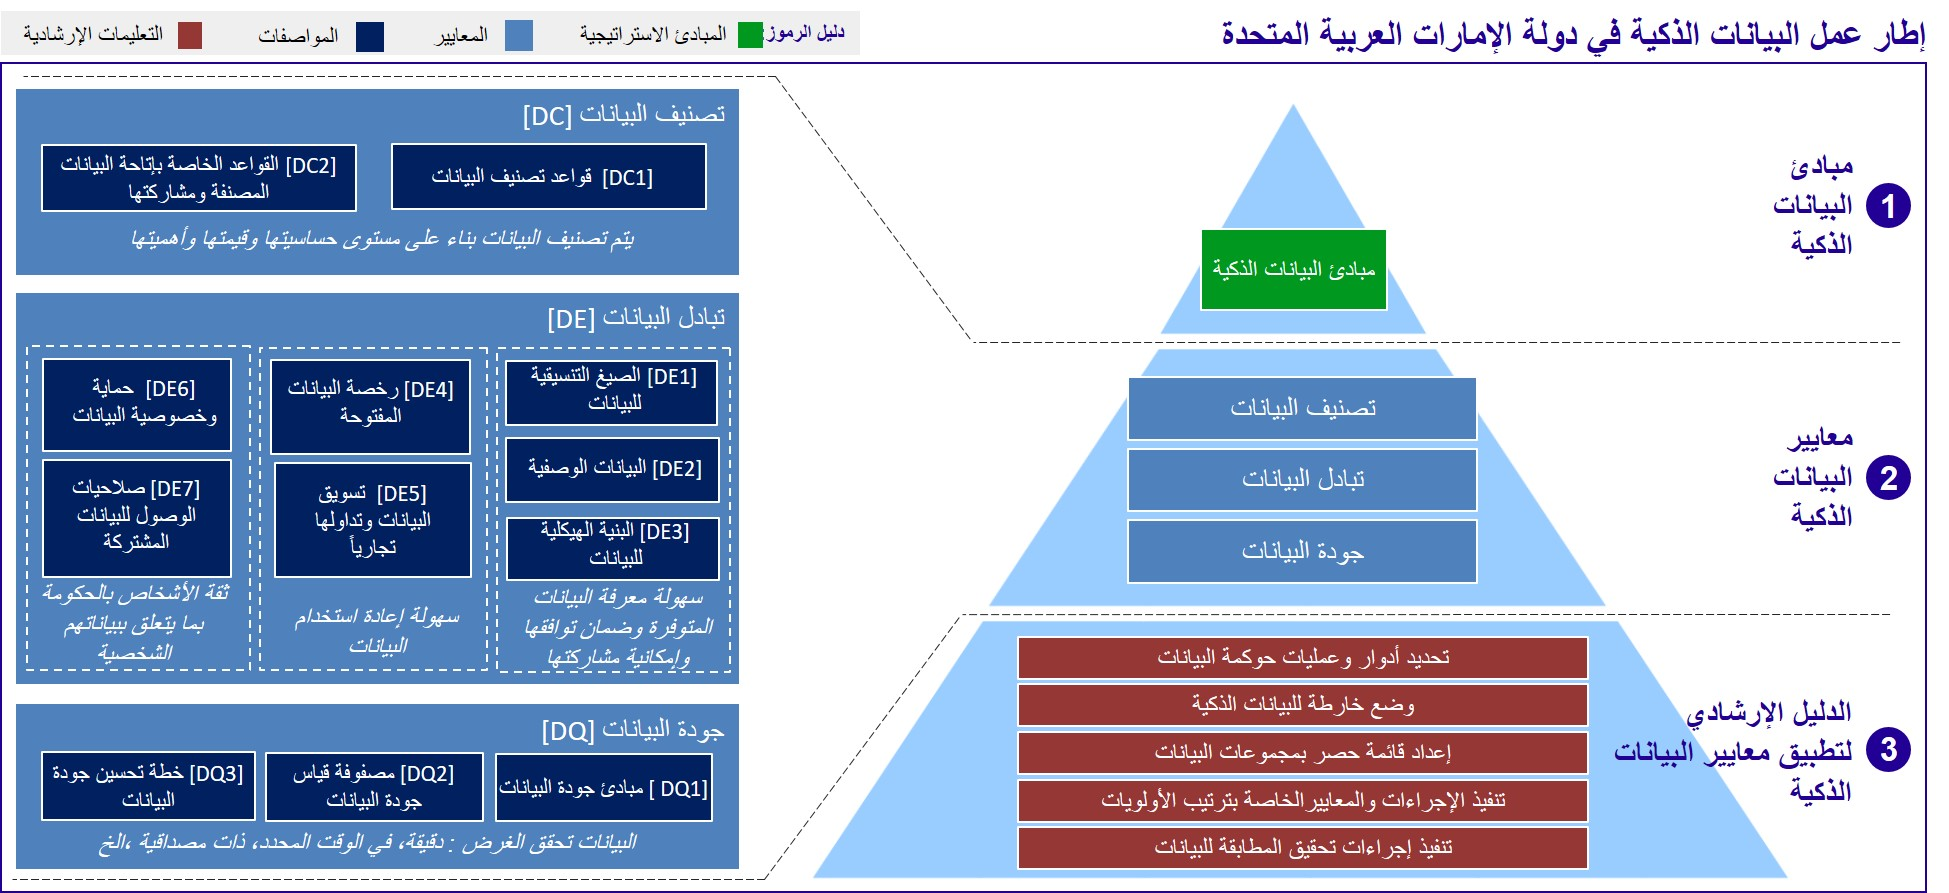 إطار عمل البيانات الذكية في دولة الإمارات العربية المتحدة
دليل الرموز:
المبادئ الاستراتيجية
المعايير
المواصفات
التعليمات الإرشادية
1
مبادئ
البيانات
الذكية
مبادئ البيانات الذكية
2
معايير
البيانات
الذكية
تصنيف البيانات
تبادل البيانات
جودة البيانات
3
الدليل الإرشادي
لتطبيق معايير البيانات
الذكية
تحديد أدوار وعمليات حوكمة البيانات
وضع خارطة للبيانات الذكية
إعداد قائمة حصر بمجموعات البيانات
تنفيذ الإجراءات والمعاييرالخاصة بترتيب الأولويات
تنفيذ إجراءات تحقيق المطابقة للبيانات
تصنيف البيانات [DC]
[DC1] قواعد تصنيف البيانات
[DC2] القواعد الخاصة بإتاحة البيانات
المصنفة ومشاركتها
يتم تصنيف البيانات بناء على مستوى حساسيتها وقيمتها وأهميتها
تبادل البيانات [DE]
[DE1] الصيغ التنسيقية
للبيانات
[DE2] البيانات الوصفية
[DE3] البنية الهيكلية
للبيانات
سهولة معرفة البيانات
المتوفرة وضمان توافقها
وإمكانية مشاركتها
[DE4] رخصة البيانات
المفتوحة
[DE5] تسويق
البيانات وتداولها
تجارياً
سهولة إعادة استخدام
البيانات
[DE6] حماية
وخصوصية البيانات
[DE7] صلاحيات
الوصول للبيانات
المشتركة
ثقة الأشخاص بالحكومة
بما يتعلق ببياناتهم
الشخصية
جودة البيانات [DQ]
[DQ1 ] مبادئ جودة البيانات
[DQ2] مصفوفة قياس
جودة البيانات
[DQ3] خطة تحسين جودة
البيانات
البيانات تحقق الغرض : دقيقة، في الوقت المحدد، ذات مصداقية ،الخ